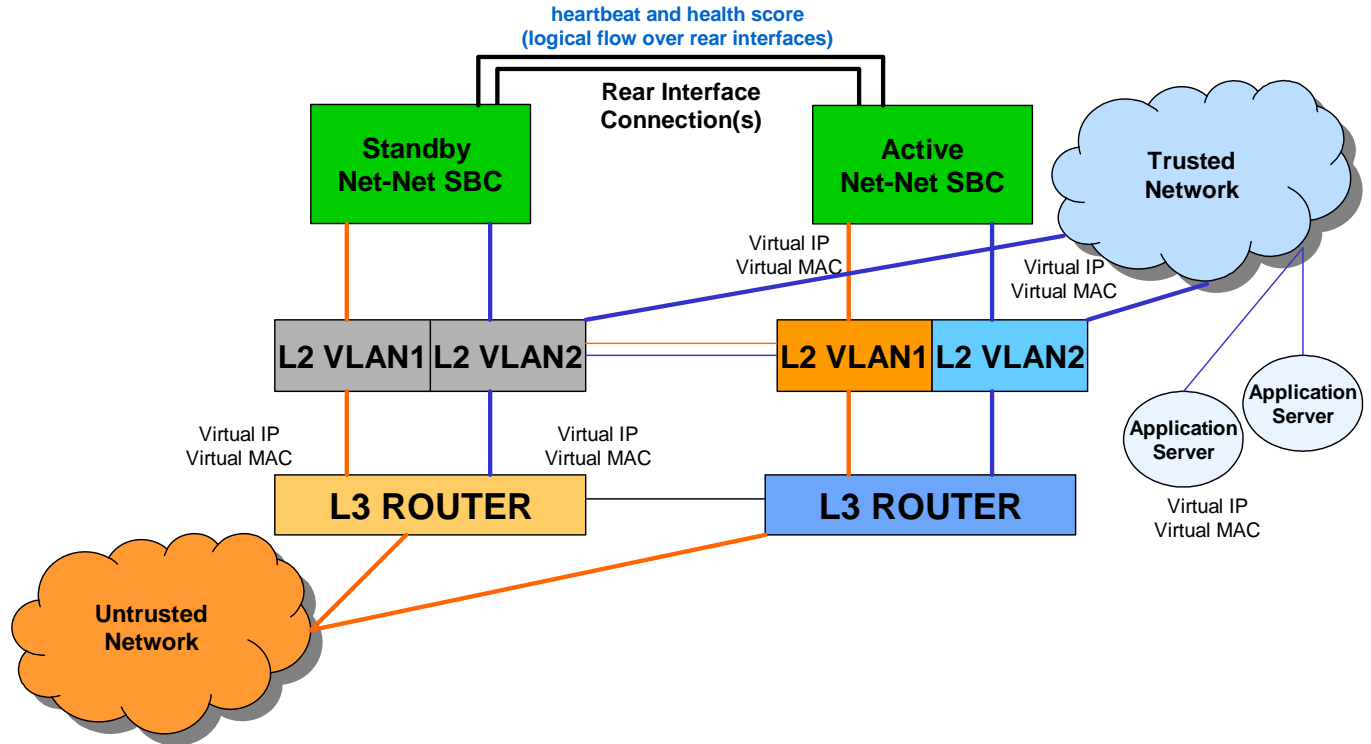 heartbeat and health score
(logical flow over rear interfaces)
Rear Interface
Connection(s)
Standby
Net-Net SBC
Active
Net-Net SBC
Trusted
Network
Virtual IP
Virtual MAC
Virtual IP
Virtual MAC
L2 VLAN1
L2 VLAN2
L2 VLAN1
L2 VLAN2
Application
Server
Application
Server
Virtual IP
Virtual MAC
Virtual IP
Virtual MAC
L3 ROUTER
L3 ROUTER
Virtual IP
Virtual MAC
Untrusted
Network